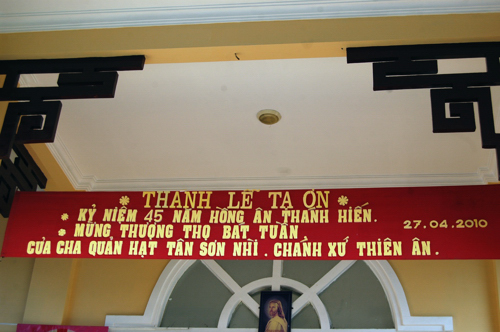 * THÁNH LỄ TẠ ƠN *
* KỶ NIỆM 45 NĂM HỒNG ÂN THÁNH HIẾN.
* MỪNG THƯỢNG THỌ BÁT TUẦN.
CỦA CHA QUẢN HẠT TÂN SƠN NHÌ. CHÁNH XỨ THIÊN ÂN.
27.04.2010